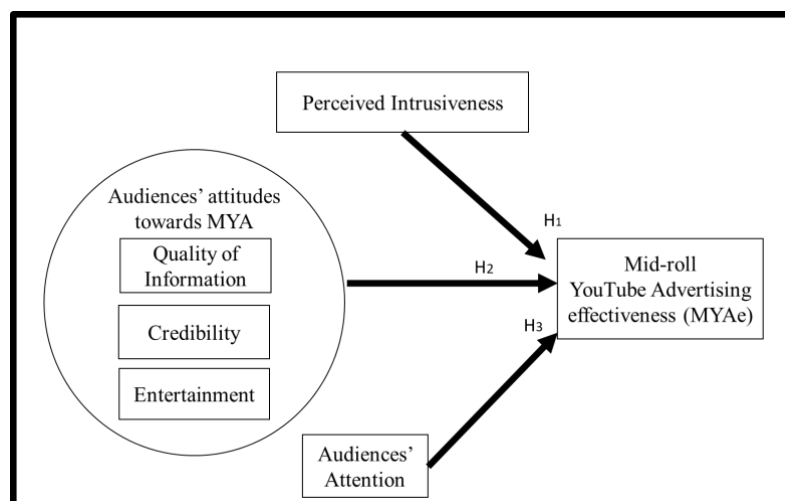 Perceived Intrusiveness
Audiences' attitudes
towards MYA
Quality of
Information
Credibility
Entertainment
H1
H2
H3
Mid-roll
YouTube Advertising
effectiveness (MYAe)
Audiences'
Attention